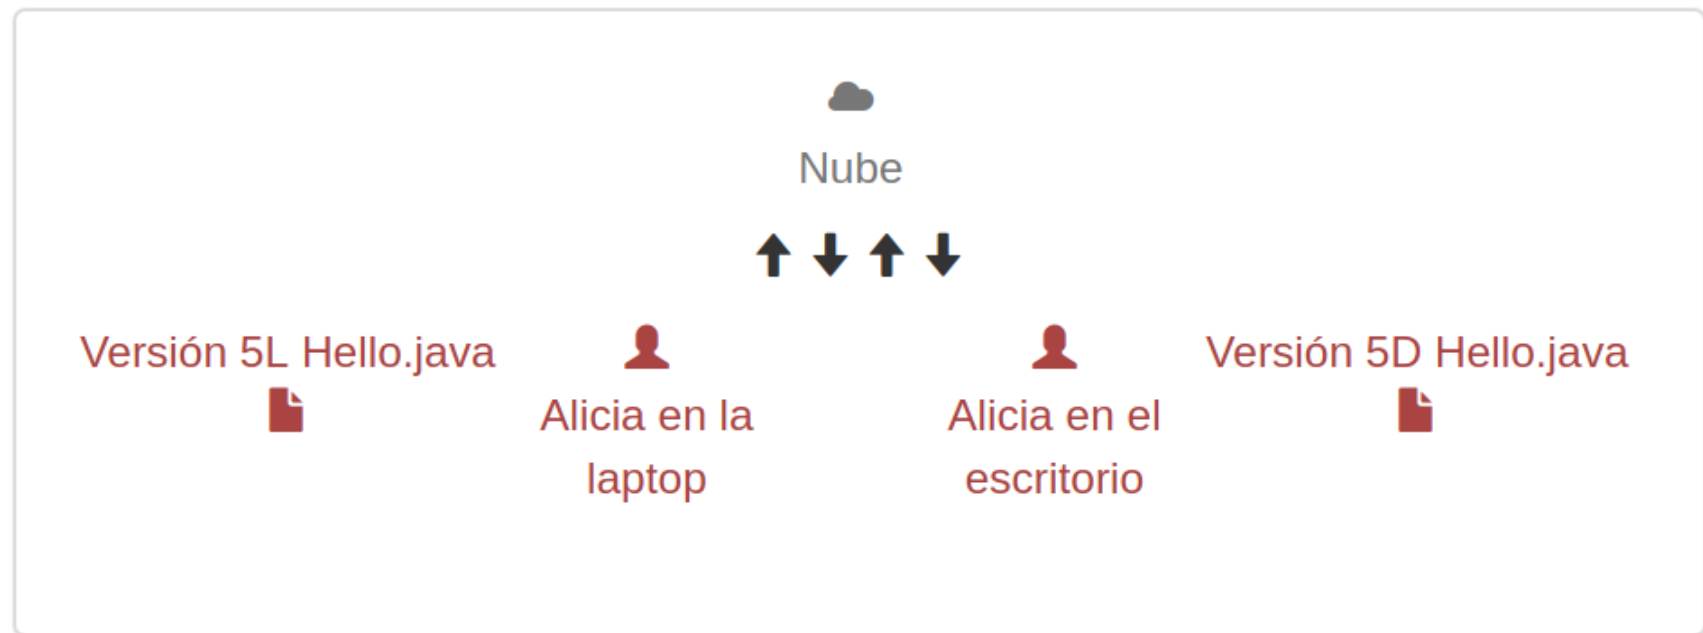 Nube
Versión 5L Hello.java
Alicia en la
laptop
Alicia en el
escritorio
Versión 5D Hello.java